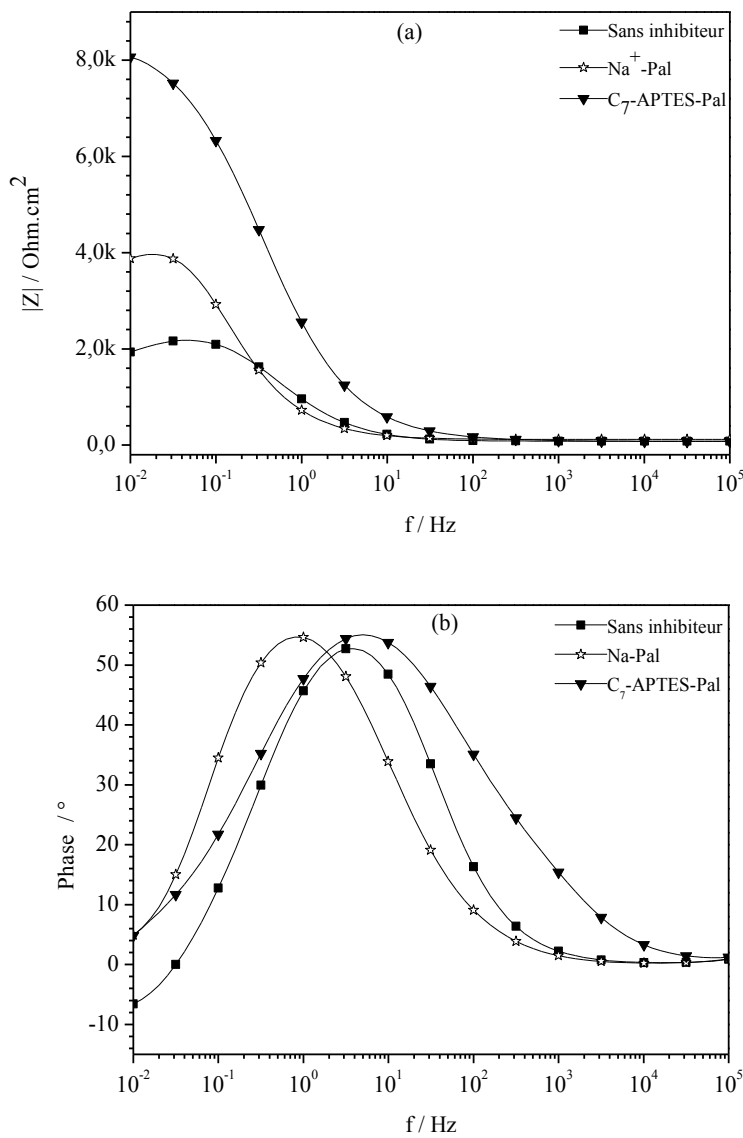 (a)
Sans inhibiteur
Na⁺-Pal
C₇-APTES-Pal
8,0k
6,0k
4,0k
2,0k
0,0
|Z| / Ohm.cm²
10⁻² 10⁻¹ 10⁰ 10¹ 10² 10³ 10⁴ 10⁵
f / Hz
(b)
Sans inhibiteur
Na-Pal
C₇-APTES-Pal
60
50
40
30
20
10
0
-10
Phase / °
10⁻² 10⁻¹ 10⁰ 10¹ 10² 10³ 10⁴ 10⁵
f / Hz